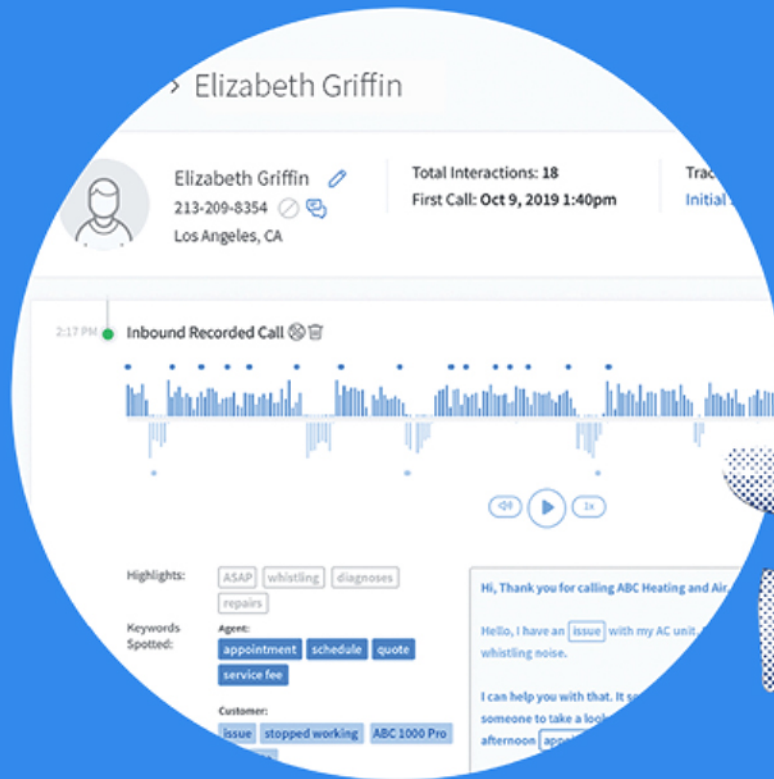 > Elizabeth Griffin
Elizabeth Griffin
213-209-8354
Los Angeles, CA
Total Interactions: 18
First Call: Oct 9, 2019 1:40pm
Initial
2:17 PM
Inbound Recorded Call
1x
Highlights:
ASAP whistling diagnoses
repairs
Keywords
Spotted:
Agent:
appointment schedule quote
service fee
Customer:
issue stopped working ABC 1000 Pro
Hi, Thank you for calling ABC Heating and Air
Hello, I have an issue with my AC unit.
whistling noise.
I can help you with that. It
someone to take a look
afternoon